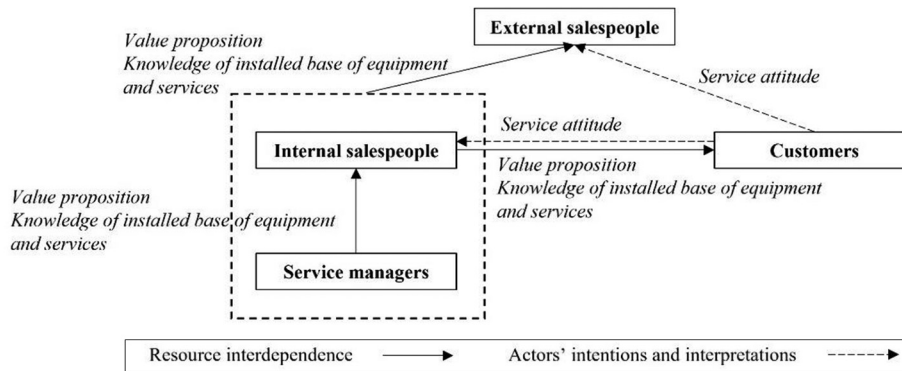 External salespeople
Value proposition
Knowledge of installed base of equipment
and services
Service attitude
Service attitude
Internal salespeople
Customers
Value proposition
Knowledge of installed base of equipment
and services
Value proposition
Knowledge of installed base of equipment
and services
Service managers
Resource interdependence
Actors' intentions and interpretations